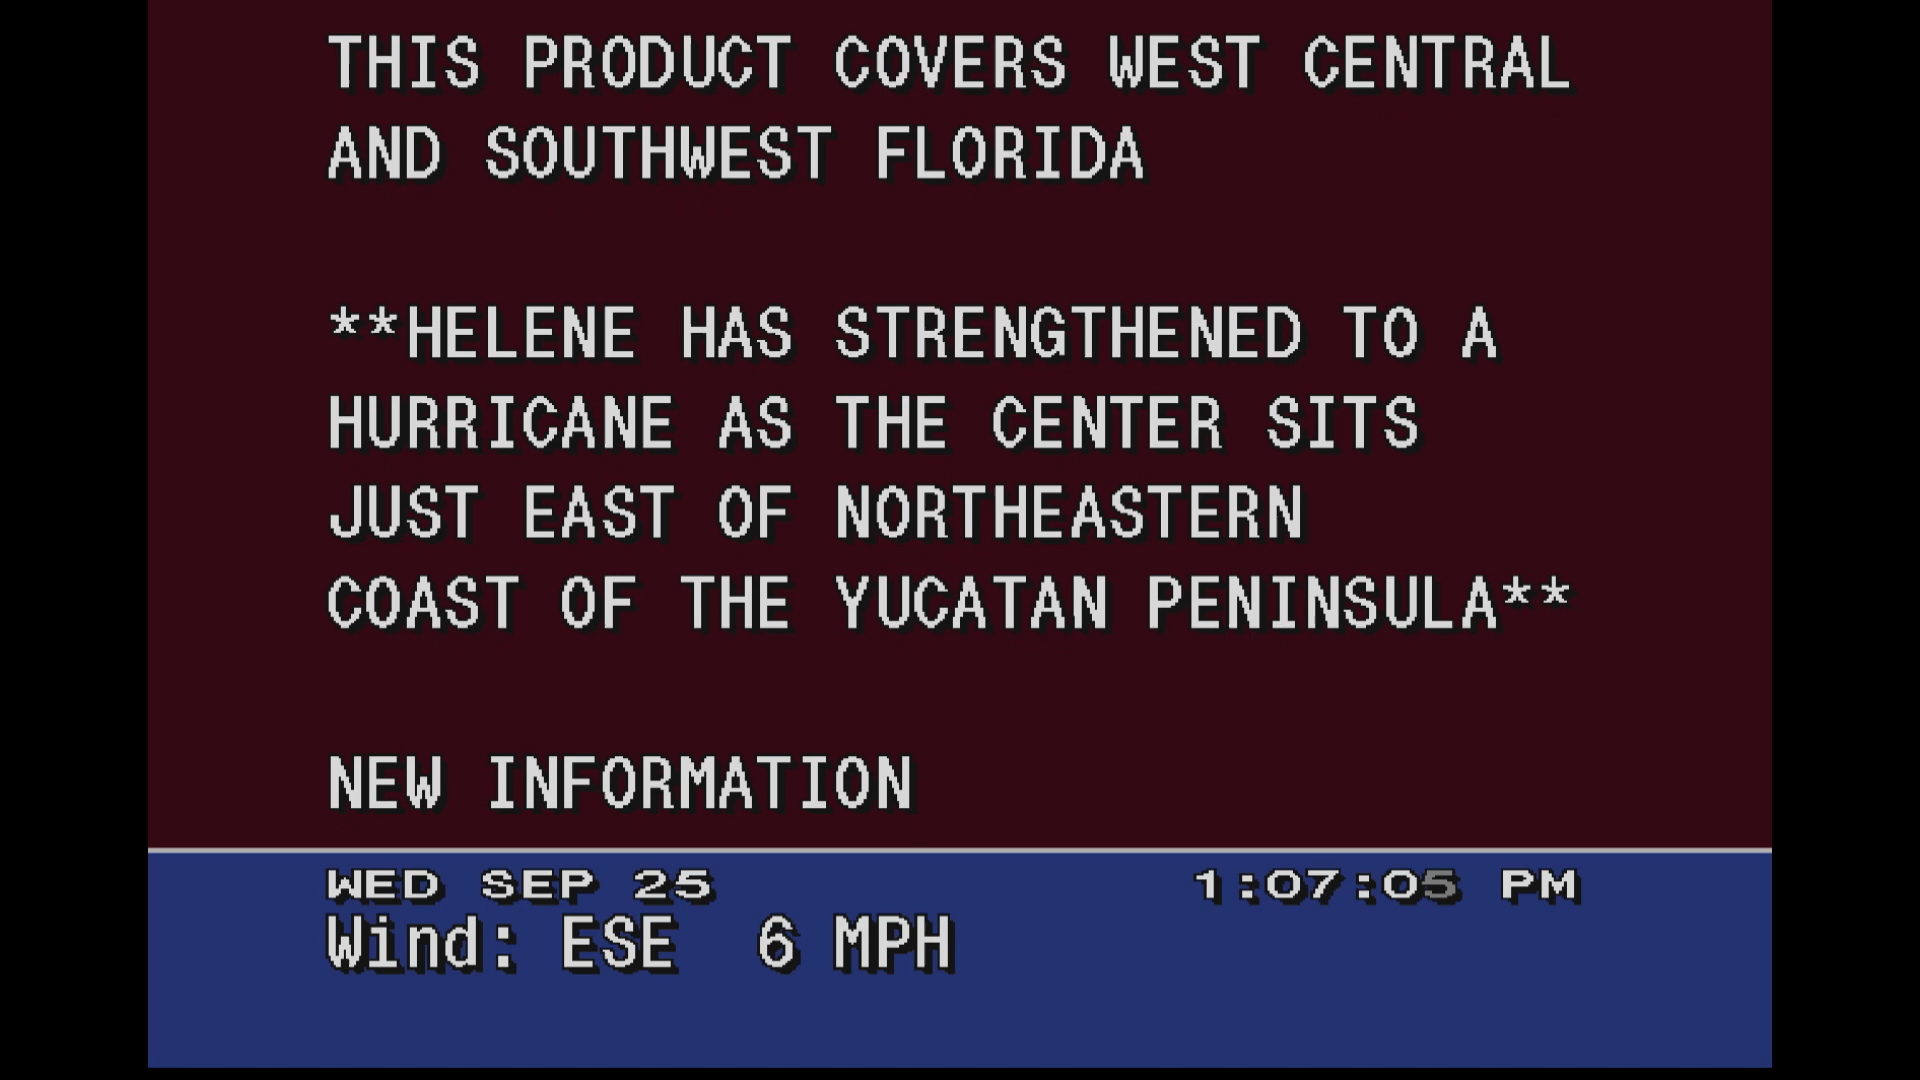 THIS PRODUCT COVERS WEST CENTRAL
AND SOUTHWEST FLORIDA
**HELENE HAS STRENGTHENED TO A
HURRICANE AS THE CENTER SITS
JUST EAST OF NORTHEASTERN
COAST OF THE YUCATAN PENINSULA**
NEW INFORMATION
WED SEP 25 1:07:05 PM
Wind: ESE 6 MPH